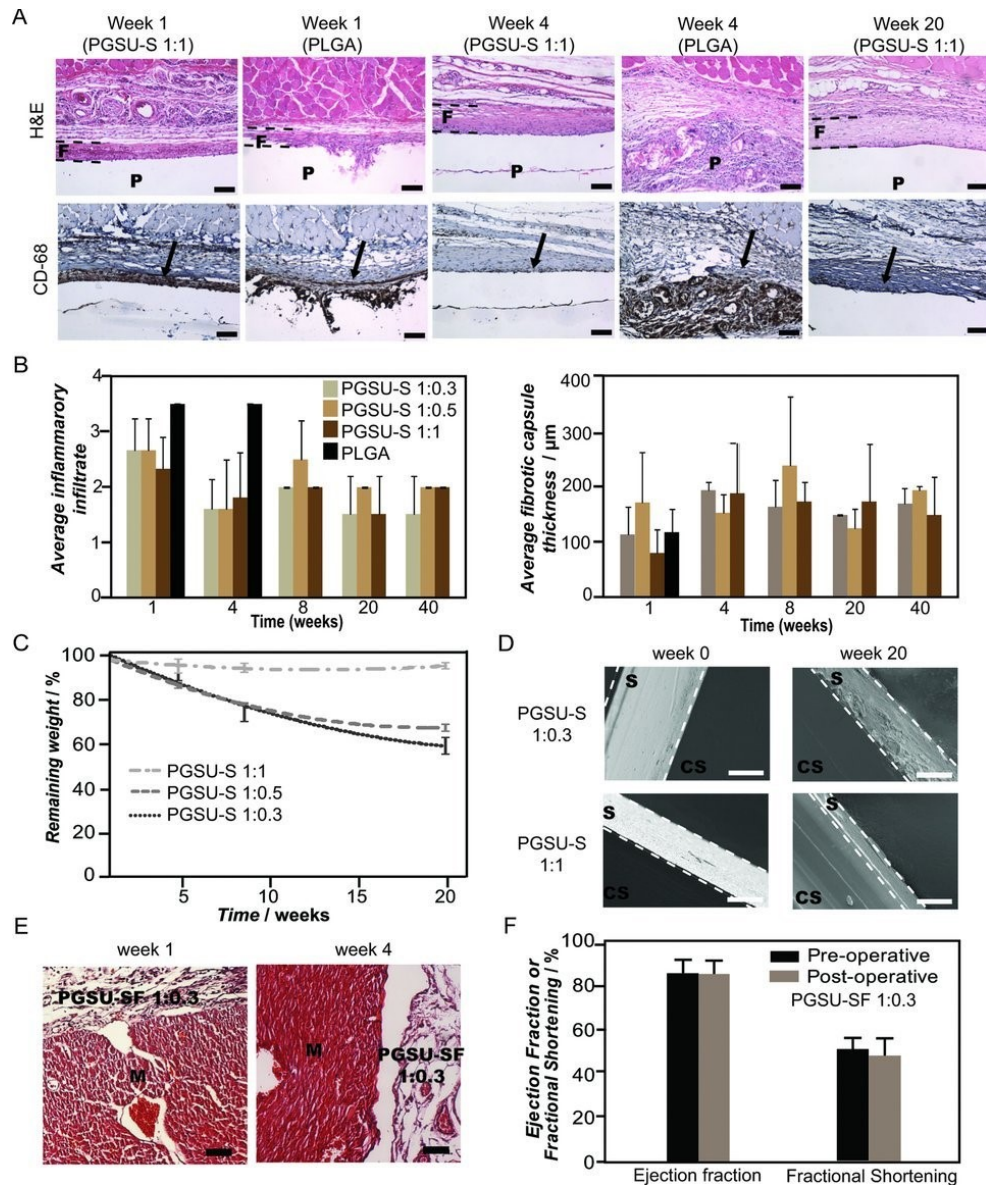 A
Week 1
(PGSU-S 1:1)
Week 1
(PLGA)
Week 4
(PGSU-S 1:1)
Week 4
(PLGA)
Week 20
(PGSU-S 1:1)
H&E
F
P
F
P
F
P
P
F
CD-68
B
Average inflammarory
infiltrate
4
2
0
PGSU-S 1:0.3
PGSU-S 1:0.5
PGSU-S 1:1
PLGA
1
4
8
20
40
Time (weeks)
Average fibrotic capsule
thickness / µm
400
300
200
100
0
1
4
8
20
40
Time (weeks)
C
Remaining weight / %
100
80
60
40
20
0
PGSU-S 1:1
PGSU-S 1:0.5
PGSU-S 1:0.3
5
10
15
20
Time / weeks
D
week 0
week 20
PGSU-S
1:0.3
S
CS
S
CS
PGSU-S
1:1
S
CS
S
CS
E
week 1
week 4
PGSU-SF 1:0.3
M
M
PGSU-SF
1:0.3
F
Ejection Fraction or
Fractional Shortening / %
100
80
60
40
20
0
Pre-operative
Post-operative
PGSU-SF 1:0.3
Ejection fraction
Fractional Shortening